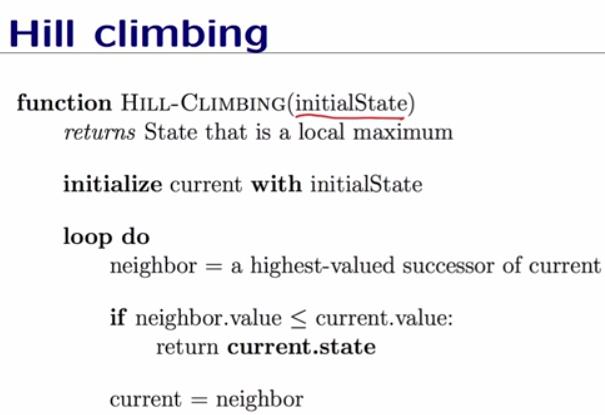 Hill climbing
function HILL-CLIMBING(initialState)
returns State that is a local maximum
initialize current with initialState
loop do
neighbor = a highest-valued successor of current
if neighbor.value ≤ current.value:
return current.state
current = neighbor